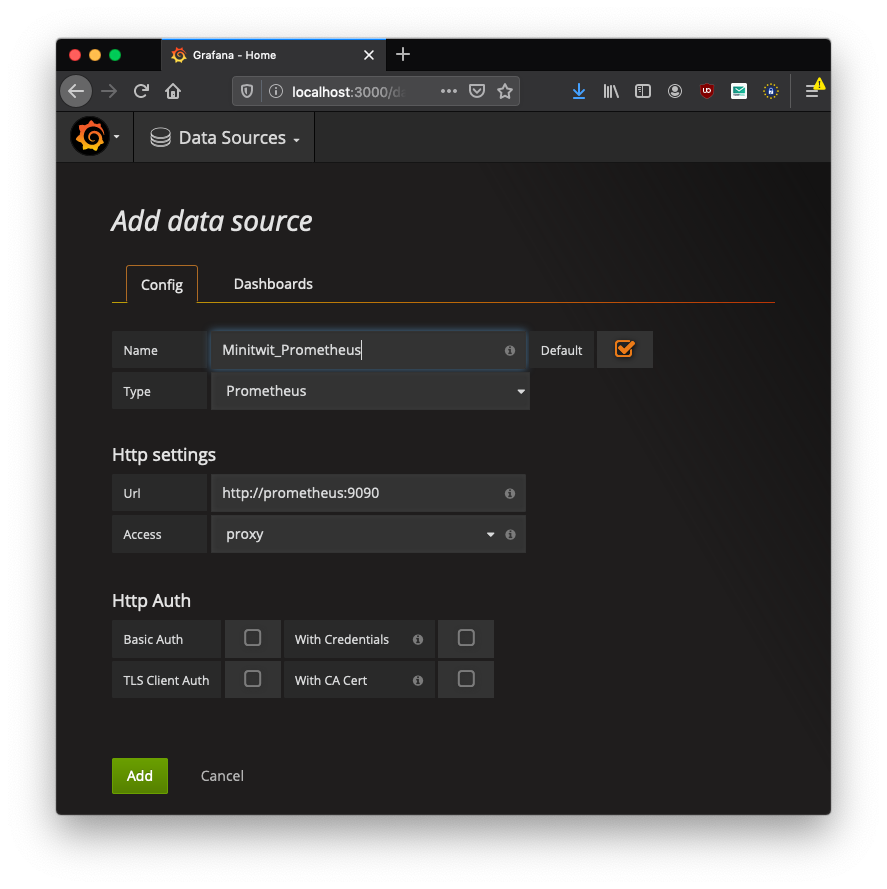 Grafana - Home
localhost:3000/d
Data Sources
Add data source
Config Dashboards
Name Minitwit_Prometheus Default
Type Prometheus
Http settings
Url http://prometheus:9090
Access proxy
Http Auth
Basic Auth With Credentials
TLS Client Auth With CA Cert
Add Cancel